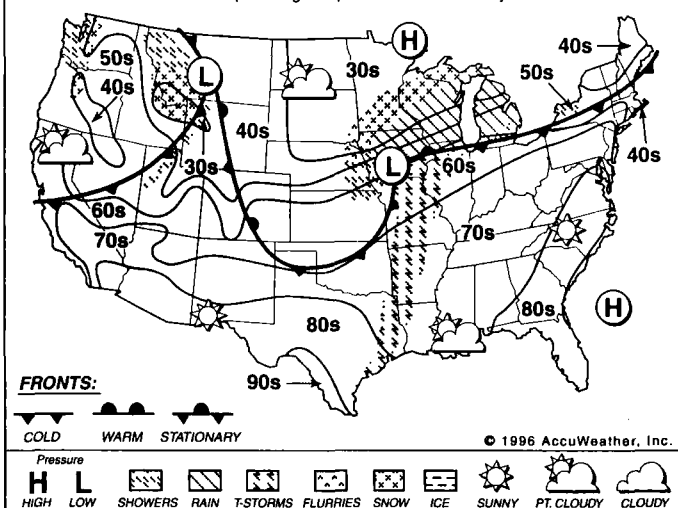 H
40s
50s
30s
50s
40s
L
40s
30s
L
60s
40s
60s
70s
70s
80s
80s
H
90s
FRONTS:
COLD WARM STATIONARY
© 1996 AccuWeather, Inc.
Pressure
H L
HIGH LOW SHOWERS RAIN T-STORMS FLURRIES SNOW ICE SUNNY PT. CLOUDY CLOUDY